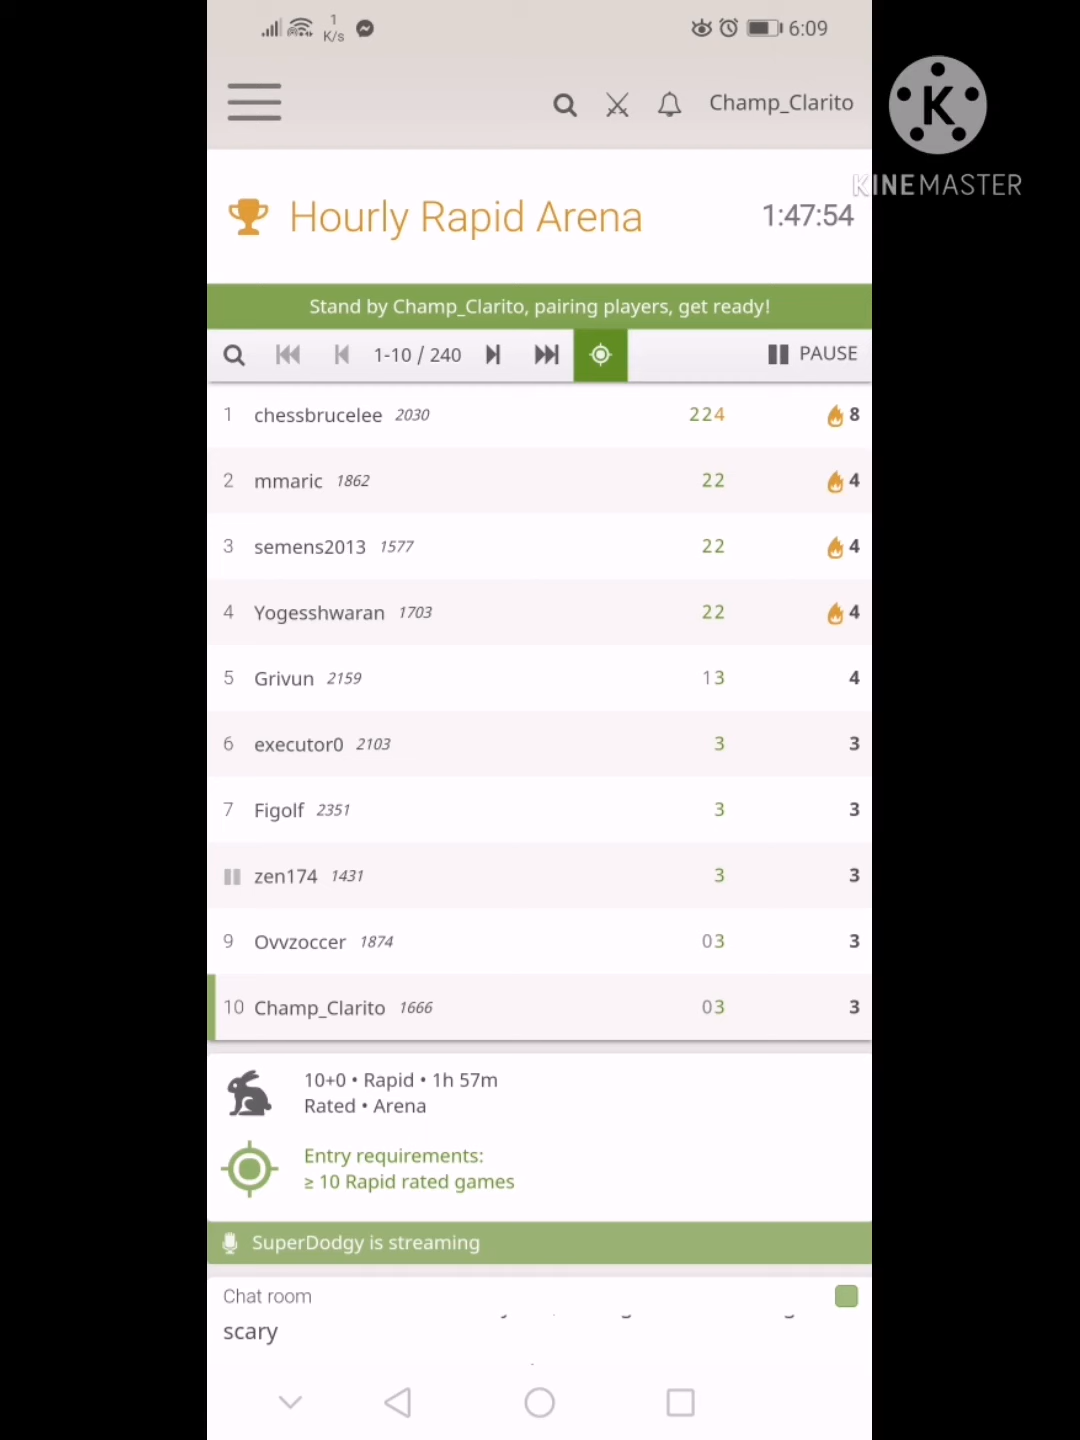 1 K/s 6:09
Champ_Clarito
KINEMASTER
Hourly Rapid Arena 1:47:54
Stand by Champ_Clarito, pairing players, get ready!
1-10 / 240 PAUSE
1 chessbrucelee 2030 224 8
2 mmaric 1862 22 4
3 semens2013 1577 22 4
4 Yogesshwaran 1703 22 4
5 Grivun 2159 13 4
6 executor0 2103 3 3
7 Figolf 2351 3 3
zen174 1431 3 3
9 Ovvzoccer 1874 03 3
10 Champ_Clarito 1666 03 3
10+0 • Rapid • 1h 57m
Rated • Arena
Entry requirements:
≥ 10 Rapid rated games
SuperDodgy is streaming
Chat room
scary